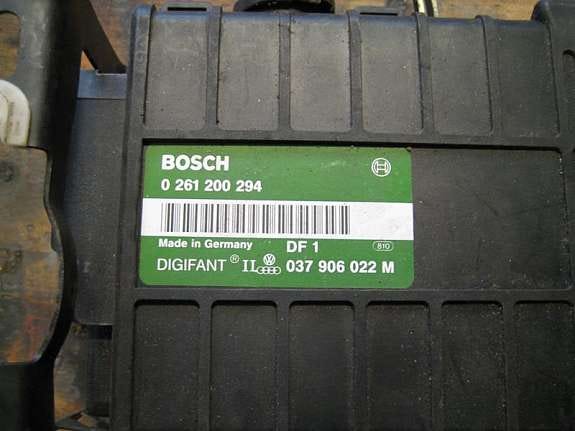 BOSCH
0 261 200 294
Made in Germany DF 1 810
DIGIFANT ® II 037 906 022 M